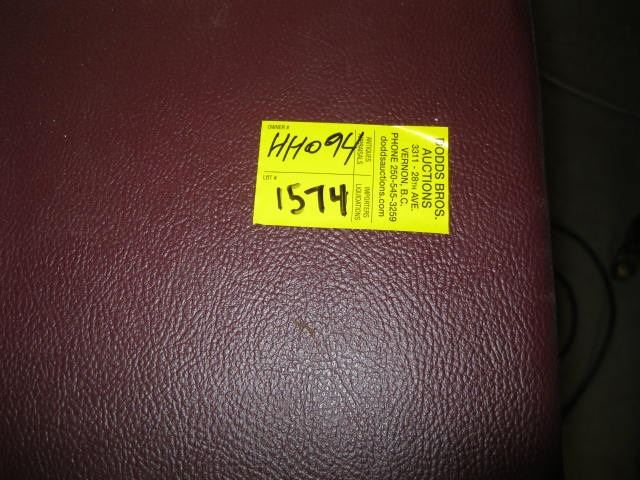 OWNER #
HH094
LOT #
1574
ANTIQUES
APPRAISALS
IMPORTERS
LIQUIDATIONS
DODDS BROS.
AUCTIONS
3311 - 28TH AVE.
VERNON, B.C.
PHONE 250-545-3259
doddsauctions.com